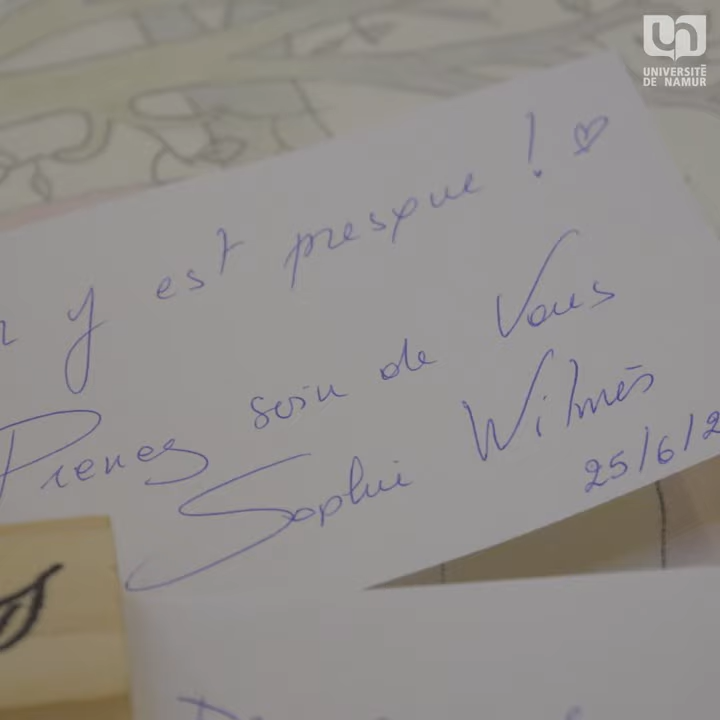 UNIVERSITÉ
DE NAMUR
y est presque ! ♡
Prenez soin de Vous
Sophie Wilmès
25/6/2